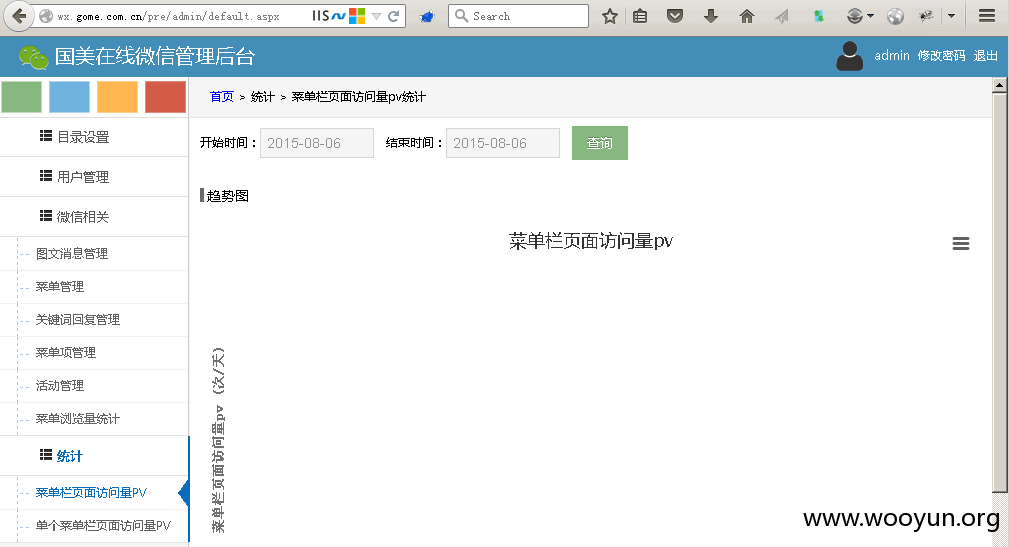 wx.gome.com.cn/pre/admin/default.aspx
IIS
Search
国美在线微信管理后台
admin 修改密码 退出
首页 > 统计 > 菜单栏页面访问量pv统计
目录设置
用户管理
微信相关
图文消息管理
菜单管理
关键词回复管理
菜单项管理
活动管理
菜单浏览量统计
统计
菜单栏页面访问量PV
单个菜单栏页面访问量PV
开始时间： 2015-08-06 结束时间： 2015-08-06 查询
趋势图
菜单栏页面访问量pv
菜单栏页面访问量pv（次/天）
www.wooyun.org